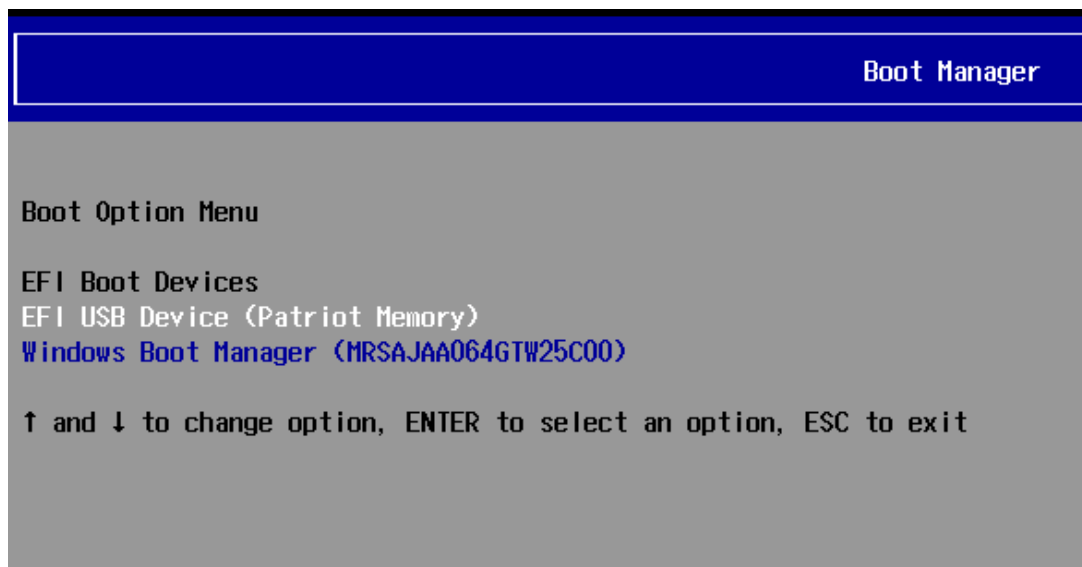 Boot Manager
Boot Option Menu
EFI Boot Devices
EFI USB Device (Patriot Memory)
Windows Boot Manager (MRSAJAA064GTW25C00)
↑ and ↓ to change option, ENTER to select an option, ESC to exit